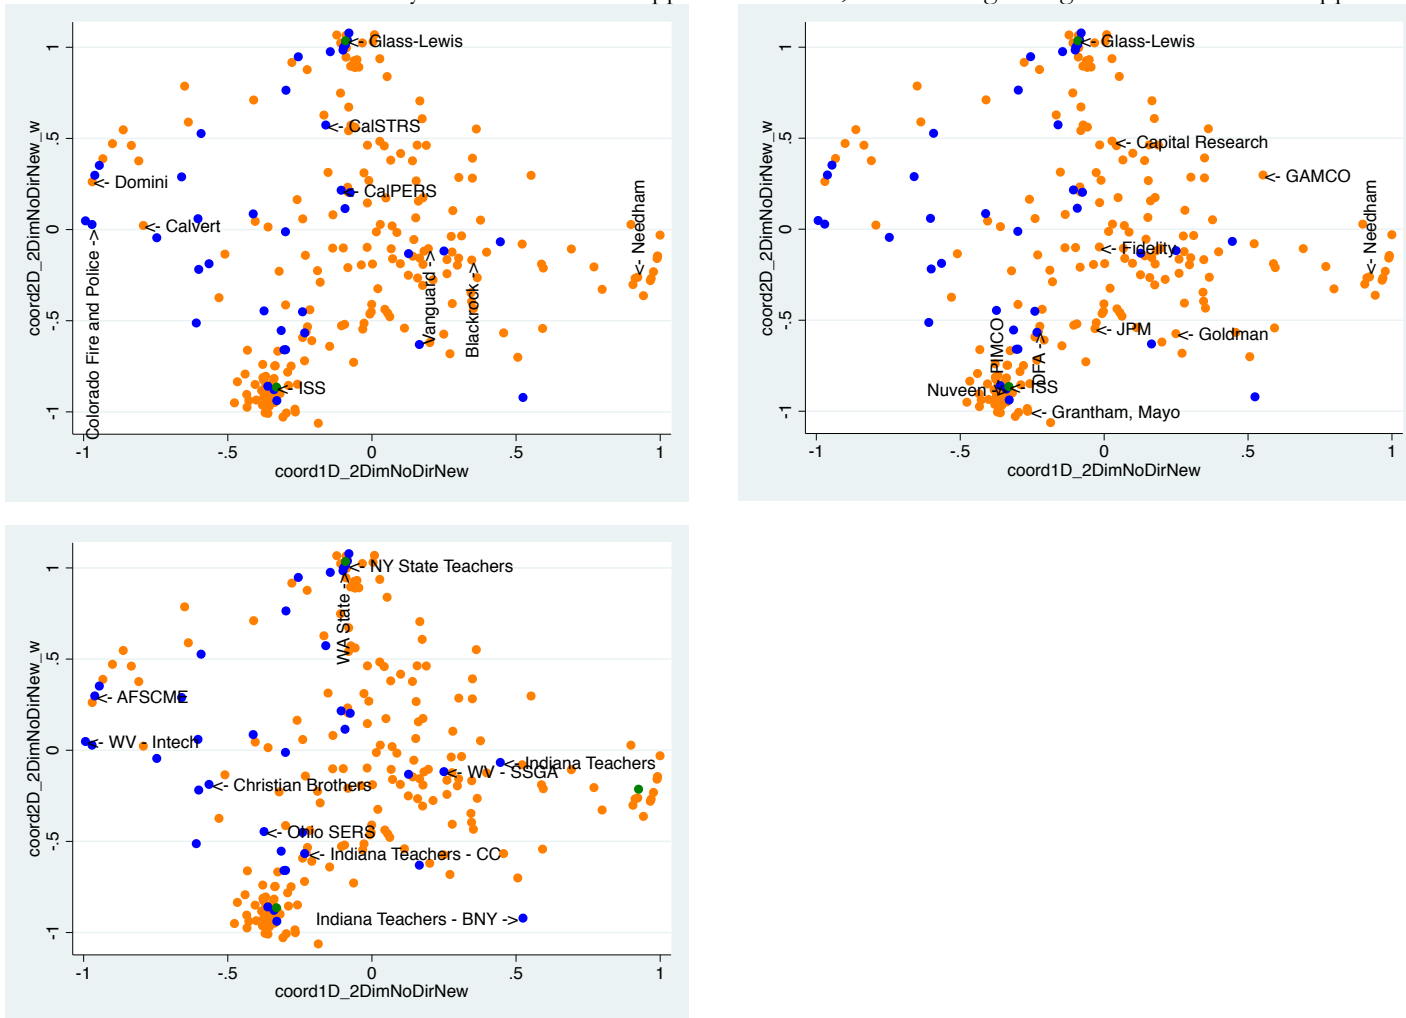 <- Glass-Lewis
<- CalSTRS
<- CalPERS
<- Domini
<- Calvert
Colorado Fire and Police ->
Vanguard ->
Blackrock ->
<- Needham
<- ISS
coord2D_2DimNoDirNew_w
1
.5
0
-.5
-1
-1
-.5
0
.5
1
coord1D_2DimNoDirNew
<- Glass-Lewis
<- Capital Research
<- GAMCO
<- Needham
<- Fidelity
<- JPM
<- Goldman
PIMCO
DFA ->
Nuveen ->
<- ISS
<- Grantham, Mayo
coord2D_2DimNoDirNew_w
1
.5
0
-.5
-1
-1
-.5
0
.5
1
coord1D_2DimNoDirNew
<- NY State Teachers
WA State ->
<- AFSCME
<- WV - Intech
<- Indiana Teachers
<- WV - SSGA
<- Christian Brothers
<- Ohio SERS
<- Indiana Teachers - CC
Indiana Teachers - BNY ->
coord2D_2DimNoDirNew_w
1
.5
0
-.5
-1
-1
-.5
0
.5
1
coord1D_2DimNoDirNew